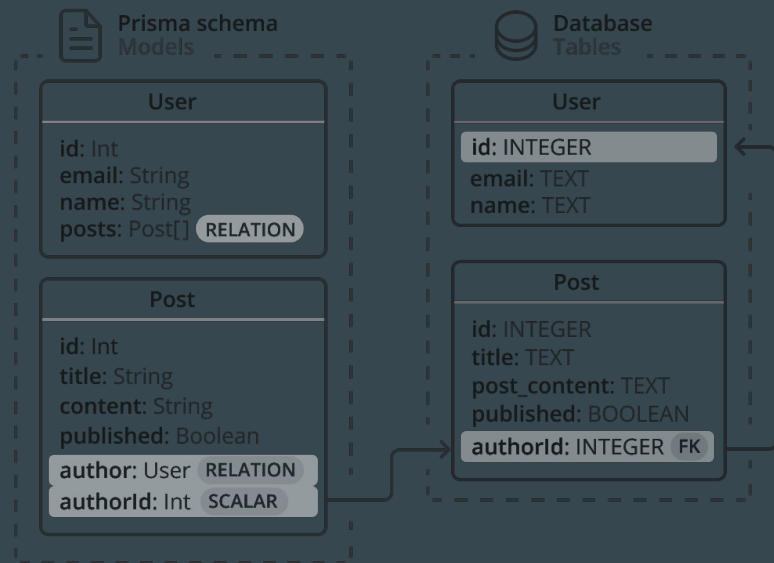 Prisma schema
Models
User
id: Int
email: String
name: String
posts: Post[] RELATION
Post
id: Int
title: String
content: String
published: Boolean
author: User RELATION
authorId: Int SCALAR
Database
Tables
User
id: INTEGER
email: TEXT
name: TEXT
Post
id: INTEGER
title: TEXT
post_content: TEXT
published: BOOLEAN
authorId: INTEGER FK